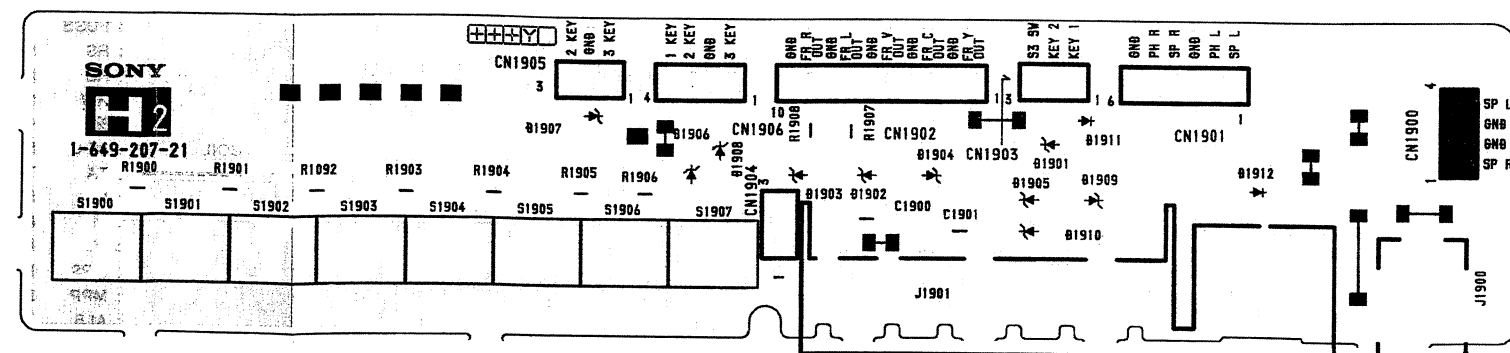 SONY
H 2
1-649-207-21
CN1905
2 KEY
GND
3 KEY
3
1
1 KEY
2 KEY
GND
3 KEY
4
1
CN1906
GND
FR R OUT
GND
FR L OUT
GND
FR V OUT
GND
FR C OUT
GND
FR Y OUT
10
1
CN1902
S3 SW
KEY 2
KEY 1
3
1
CN1903
GND
PH R
SP R
GND
PH L
SP L
6
1
CN1901
4
1
CN1900
SP L
GND
GND
SP R
D1907
D1906
D1908
R1908
R1907
D1904
D1901
D1911
R1900
R1901
R1092
R1903
R1904
R1905
R1906
CN1904
3
D1903
D1902
D1905
D1909
D1912
S1900
S1901
S1902
S1903
S1904
S1905
S1906
S1907
C1900
C1901
D1910
J1901
J1900